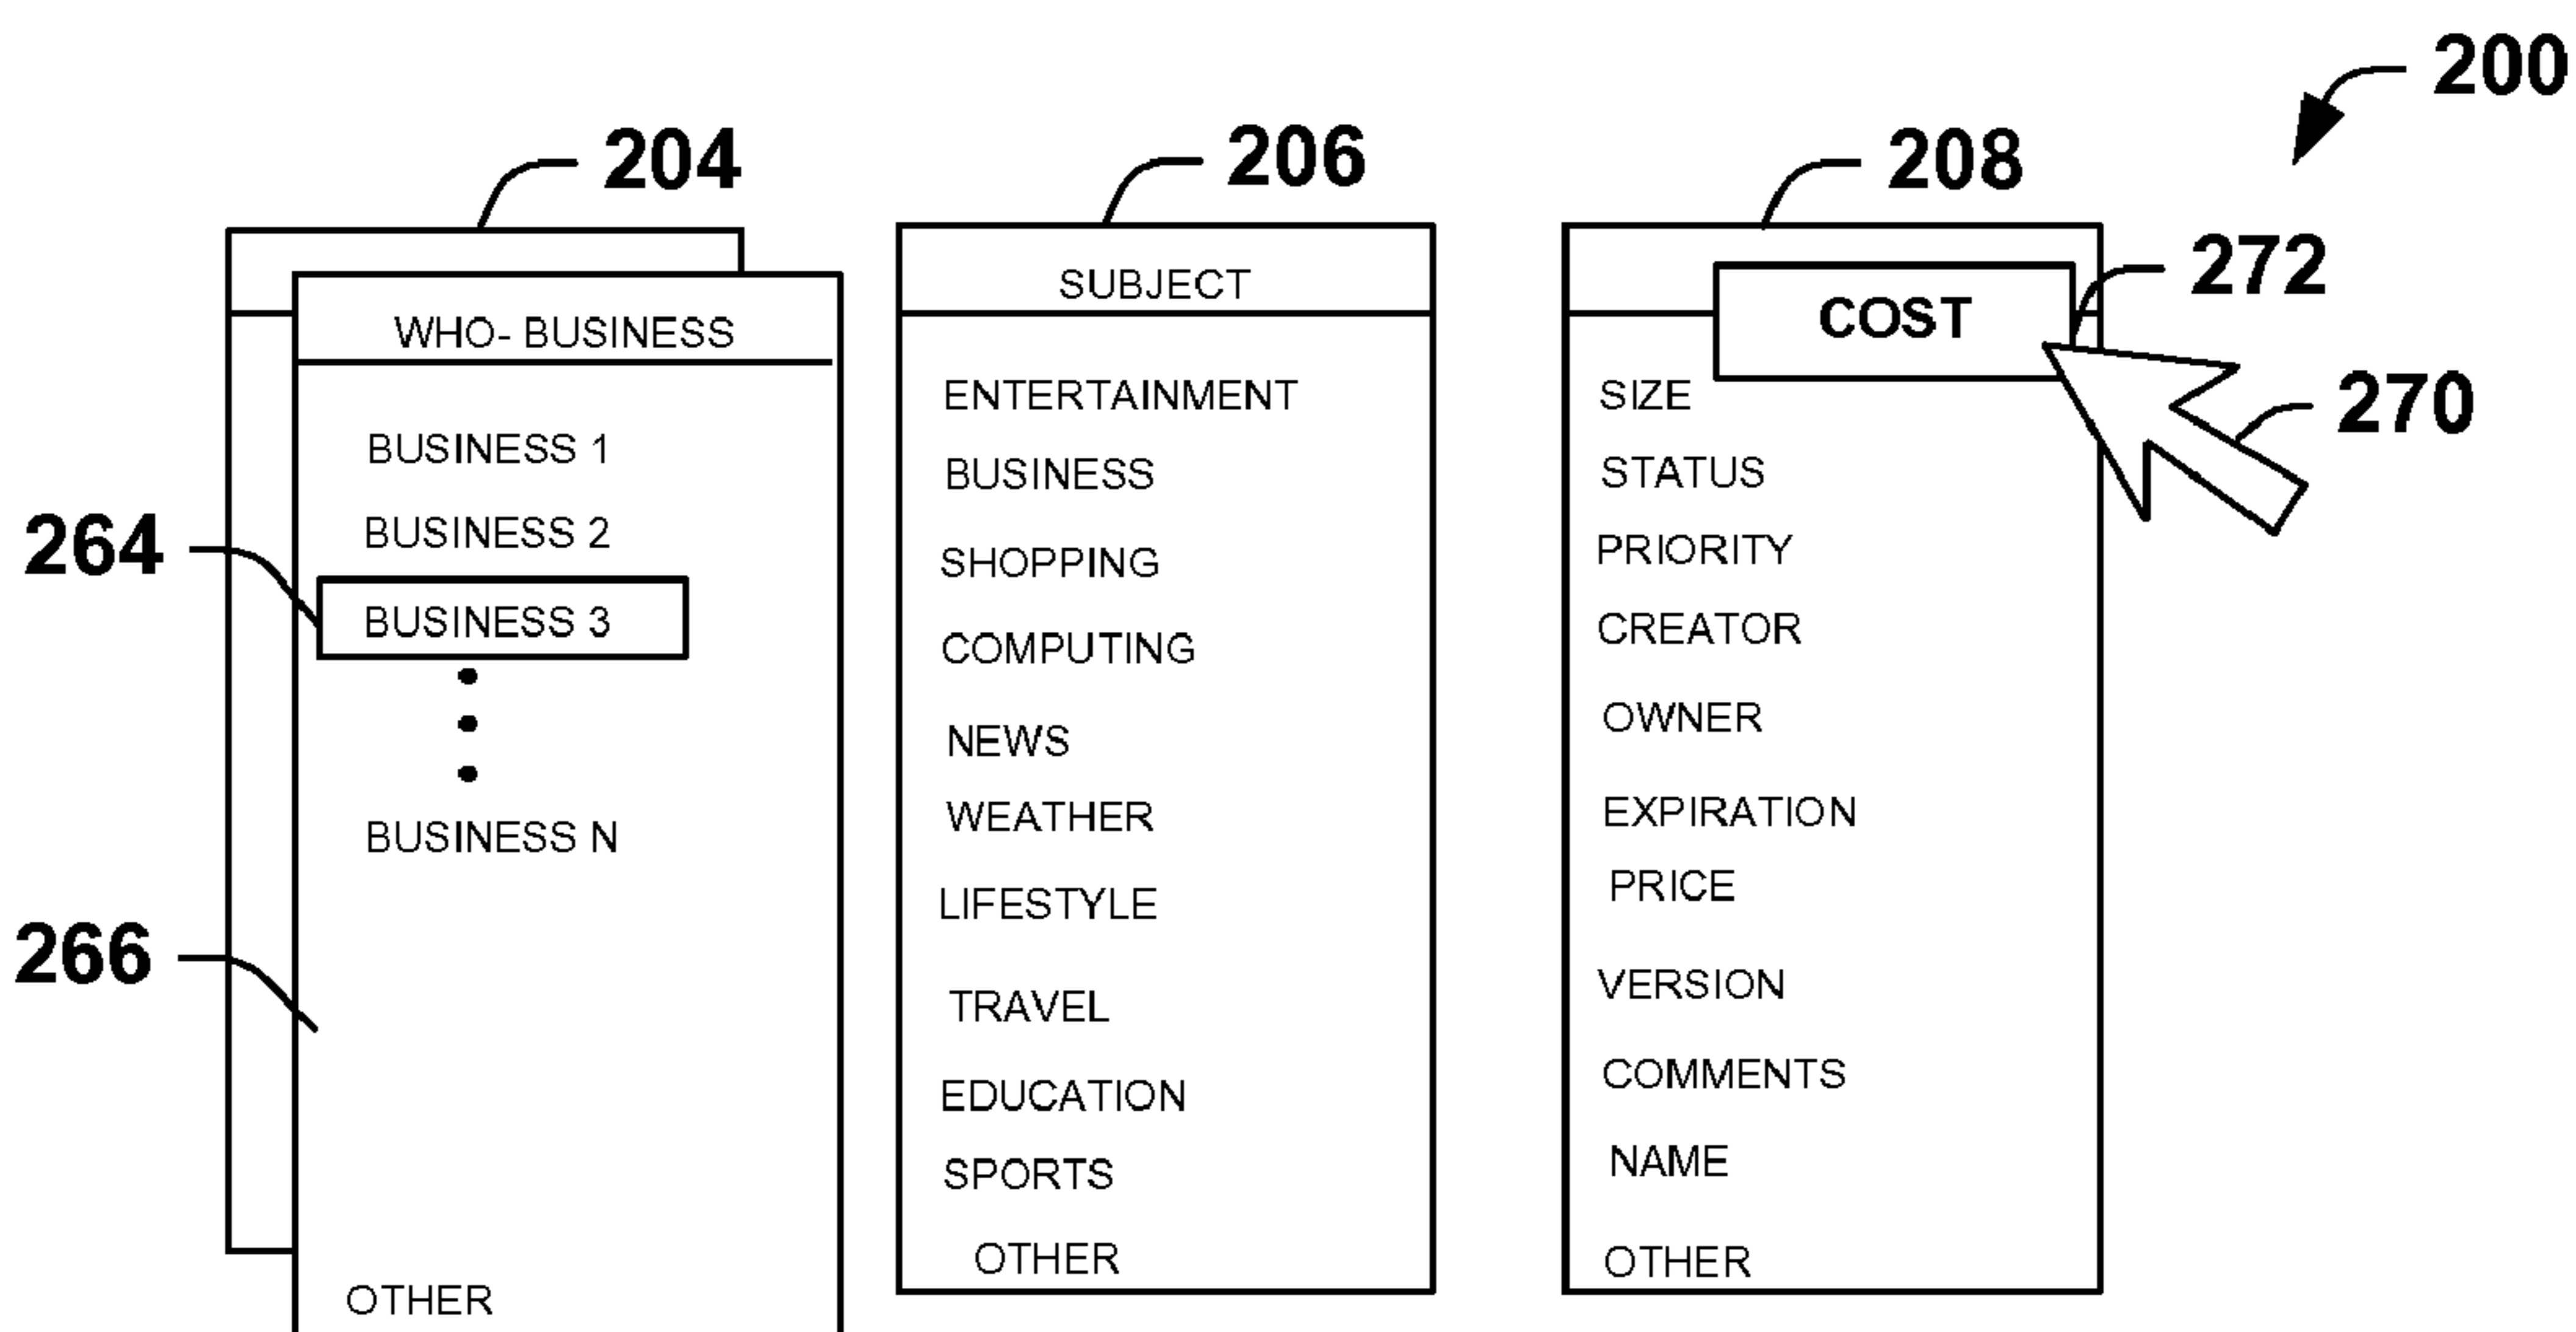 200
204
206
208
272
270
264
266
WHO- BUSINESS
BUSINESS 1
BUSINESS 2
BUSINESS 3
BUSINESS N
OTHER
SUBJECT
ENTERTAINMENT
BUSINESS
SHOPPING
COMPUTING
NEWS
WEATHER
LIFESTYLE
TRAVEL
EDUCATION
SPORTS
OTHER
COST
SIZE
STATUS
PRIORITY
CREATOR
OWNER
EXPIRATION
PRICE
VERSION
COMMENTS
NAME
OTHER